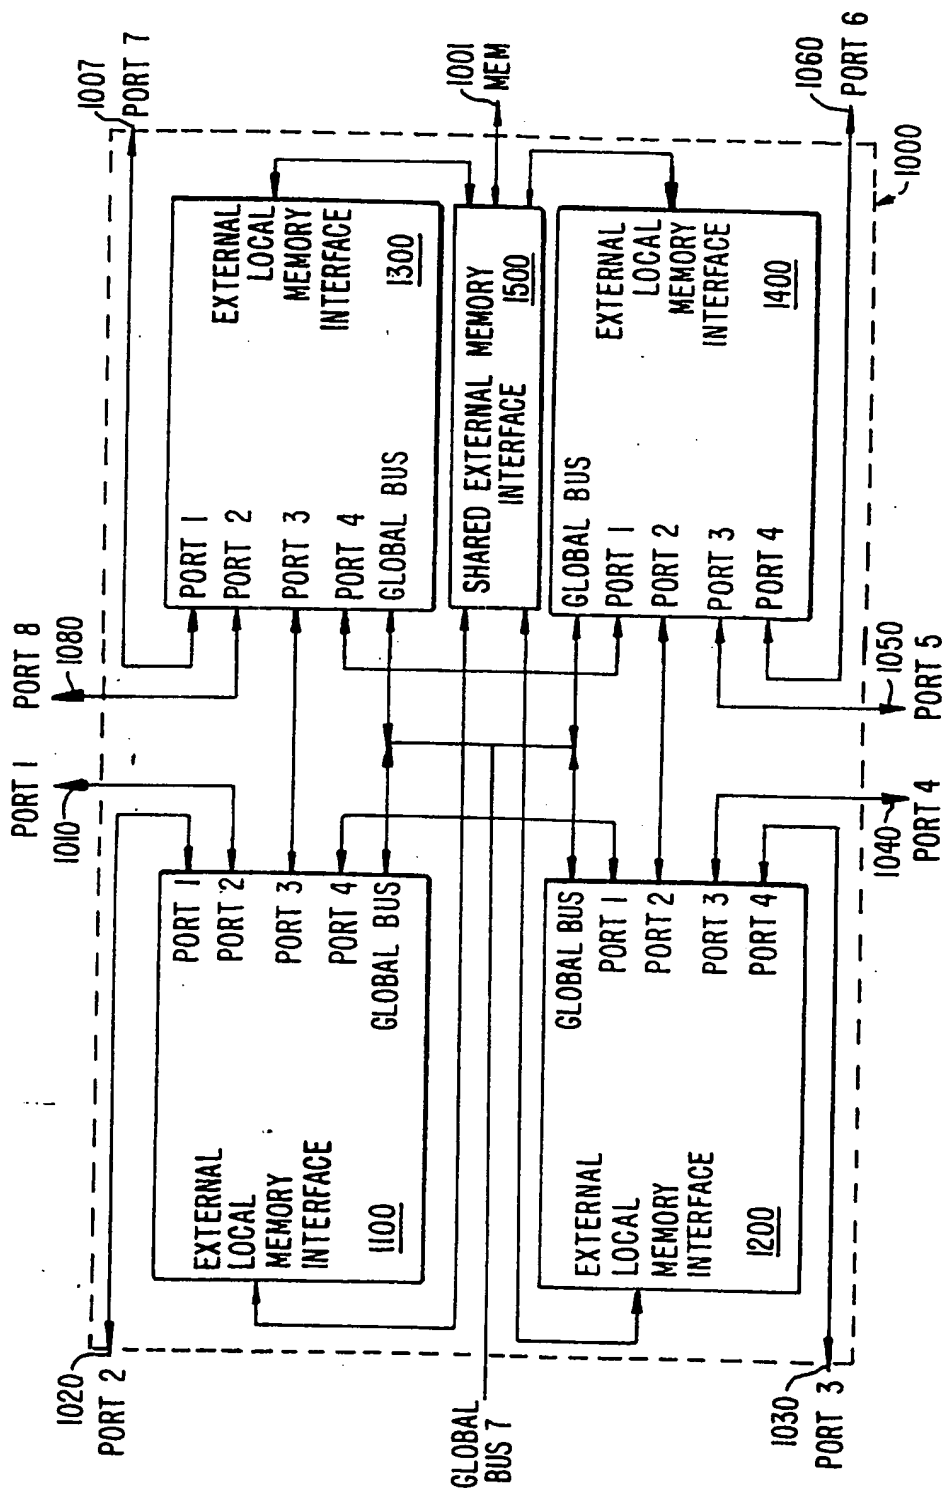 1020
PORT 2
PORT 1
1010
PORT 8
1080
1007
PORT 7
EXTERNAL
LOCAL
MEMORY
INTERFACE
1100
PORT 1
PORT 2
PORT 3
PORT 4
GLOBAL BUS
PORT 1
PORT 2
PORT 3
PORT 4
GLOBAL BUS
EXTERNAL
LOCAL
MEMORY
INTERFACE
1300
GLOBAL
BUS 7
SHARED EXTERNAL MEMORY
INTERFACE
1500
1001
MEM
EXTERNAL
LOCAL
MEMORY
INTERFACE
1200
GLOBAL BUS
PORT 1
PORT 2
PORT 3
PORT 4
GLOBAL BUS
PORT 1
PORT 2
PORT 3
PORT 4
EXTERNAL
LOCAL
MEMORY
INTERFACE
1400
1030
PORT 3
1040
PORT 4
1050
PORT 5
1060
PORT 6
1000